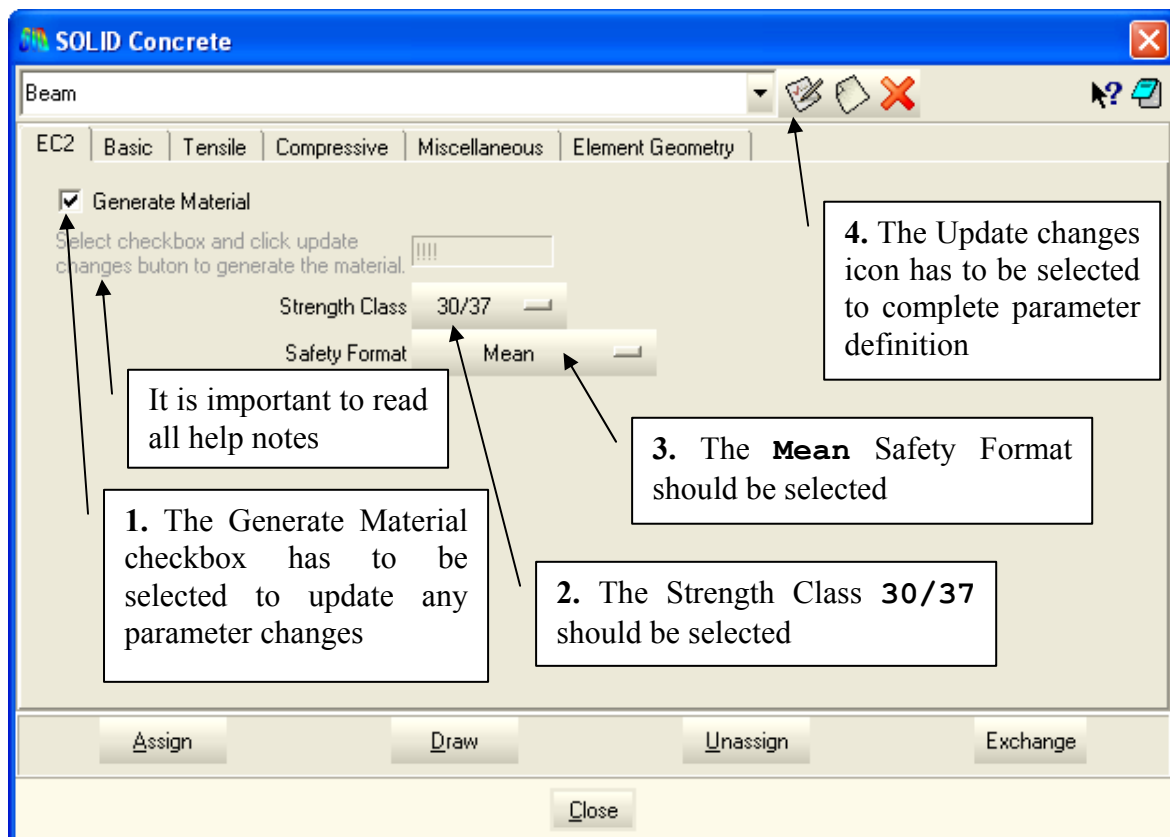 SOLID Concrete
Beam
EC2 Basic Tensile Compressive Miscellaneous Element Geometry
Generate Material
Select checkbox and click update
changes buton to generate the material. !!!!
Strength Class 30/37
Safety Format Mean
4. The Update changes
icon has to be selected
to complete parameter
definition
It is important to read
all help notes
3. The Mean Safety Format
should be selected
1. The Generate Material
checkbox has to be
selected to update any
parameter changes
2. The Strength Class 30/37
should be selected
Assign Draw Unassign Exchange
Close